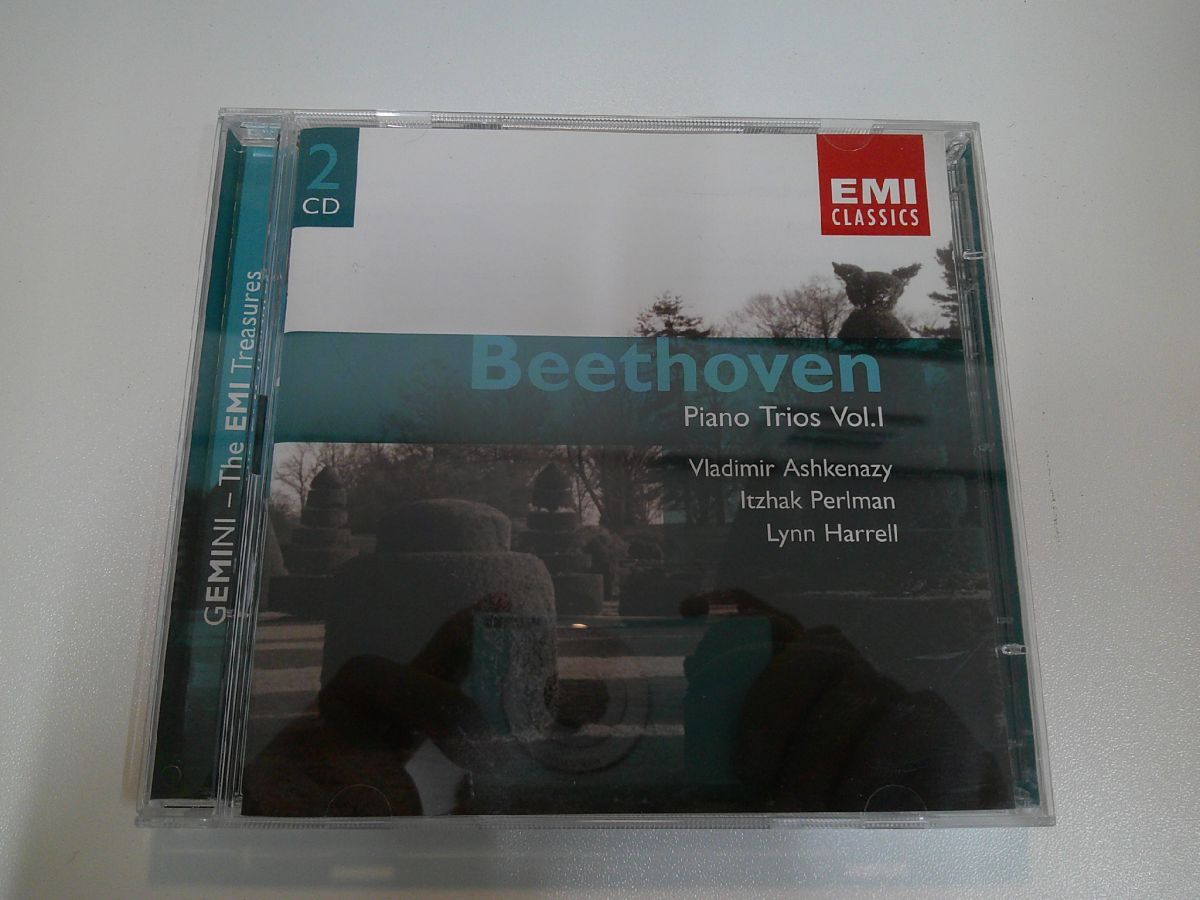 2
CD
EMI
CLASSICS
GEMINI – The EMI Treasures
Beethoven
Piano Trios Vol.I
Vladimir Ashkenazy
Itzhak Perlman
Lynn Harrell